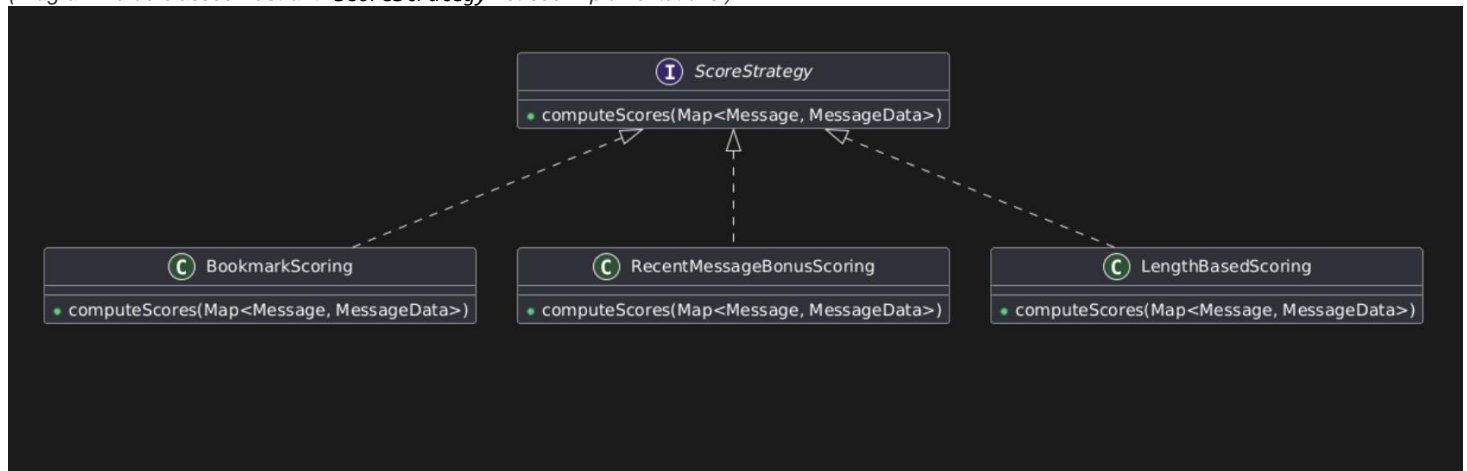 I ScoreStrategy
computeScores(Map<Message, MessageData>)
C BookmarkScoring
computeScores(Map<Message, MessageData>)
C RecentMessageBonusScoring
computeScores(Map<Message, MessageData>)
C LengthBasedScoring
computeScores(Map<Message, MessageData>)